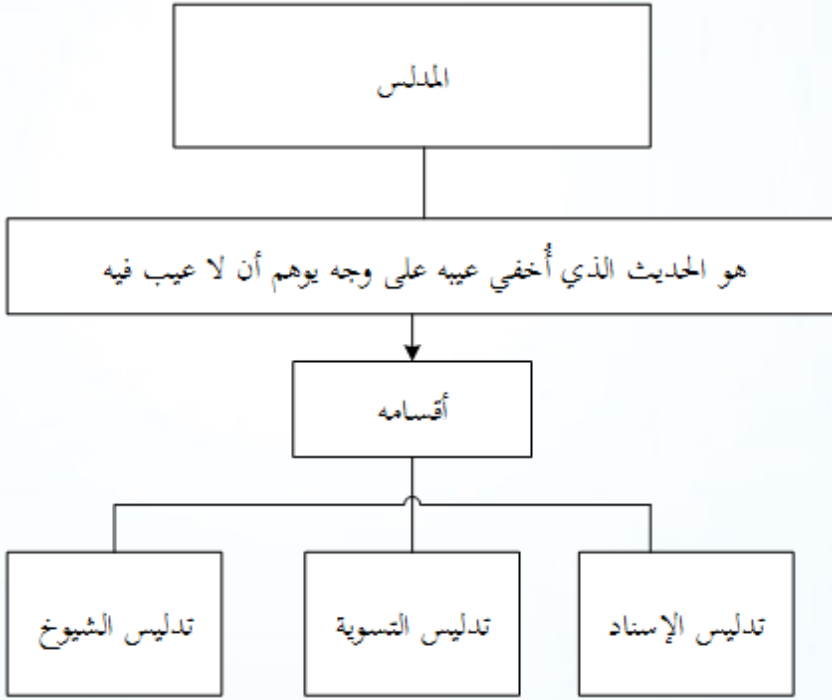 المدلس
هو الحديث الذي أُخفي عيبه على وجه يوهم أن لا عيب فيه
أقسامه
تدليس الإسناد
تدليس التسوية
تدليس الشيوخ